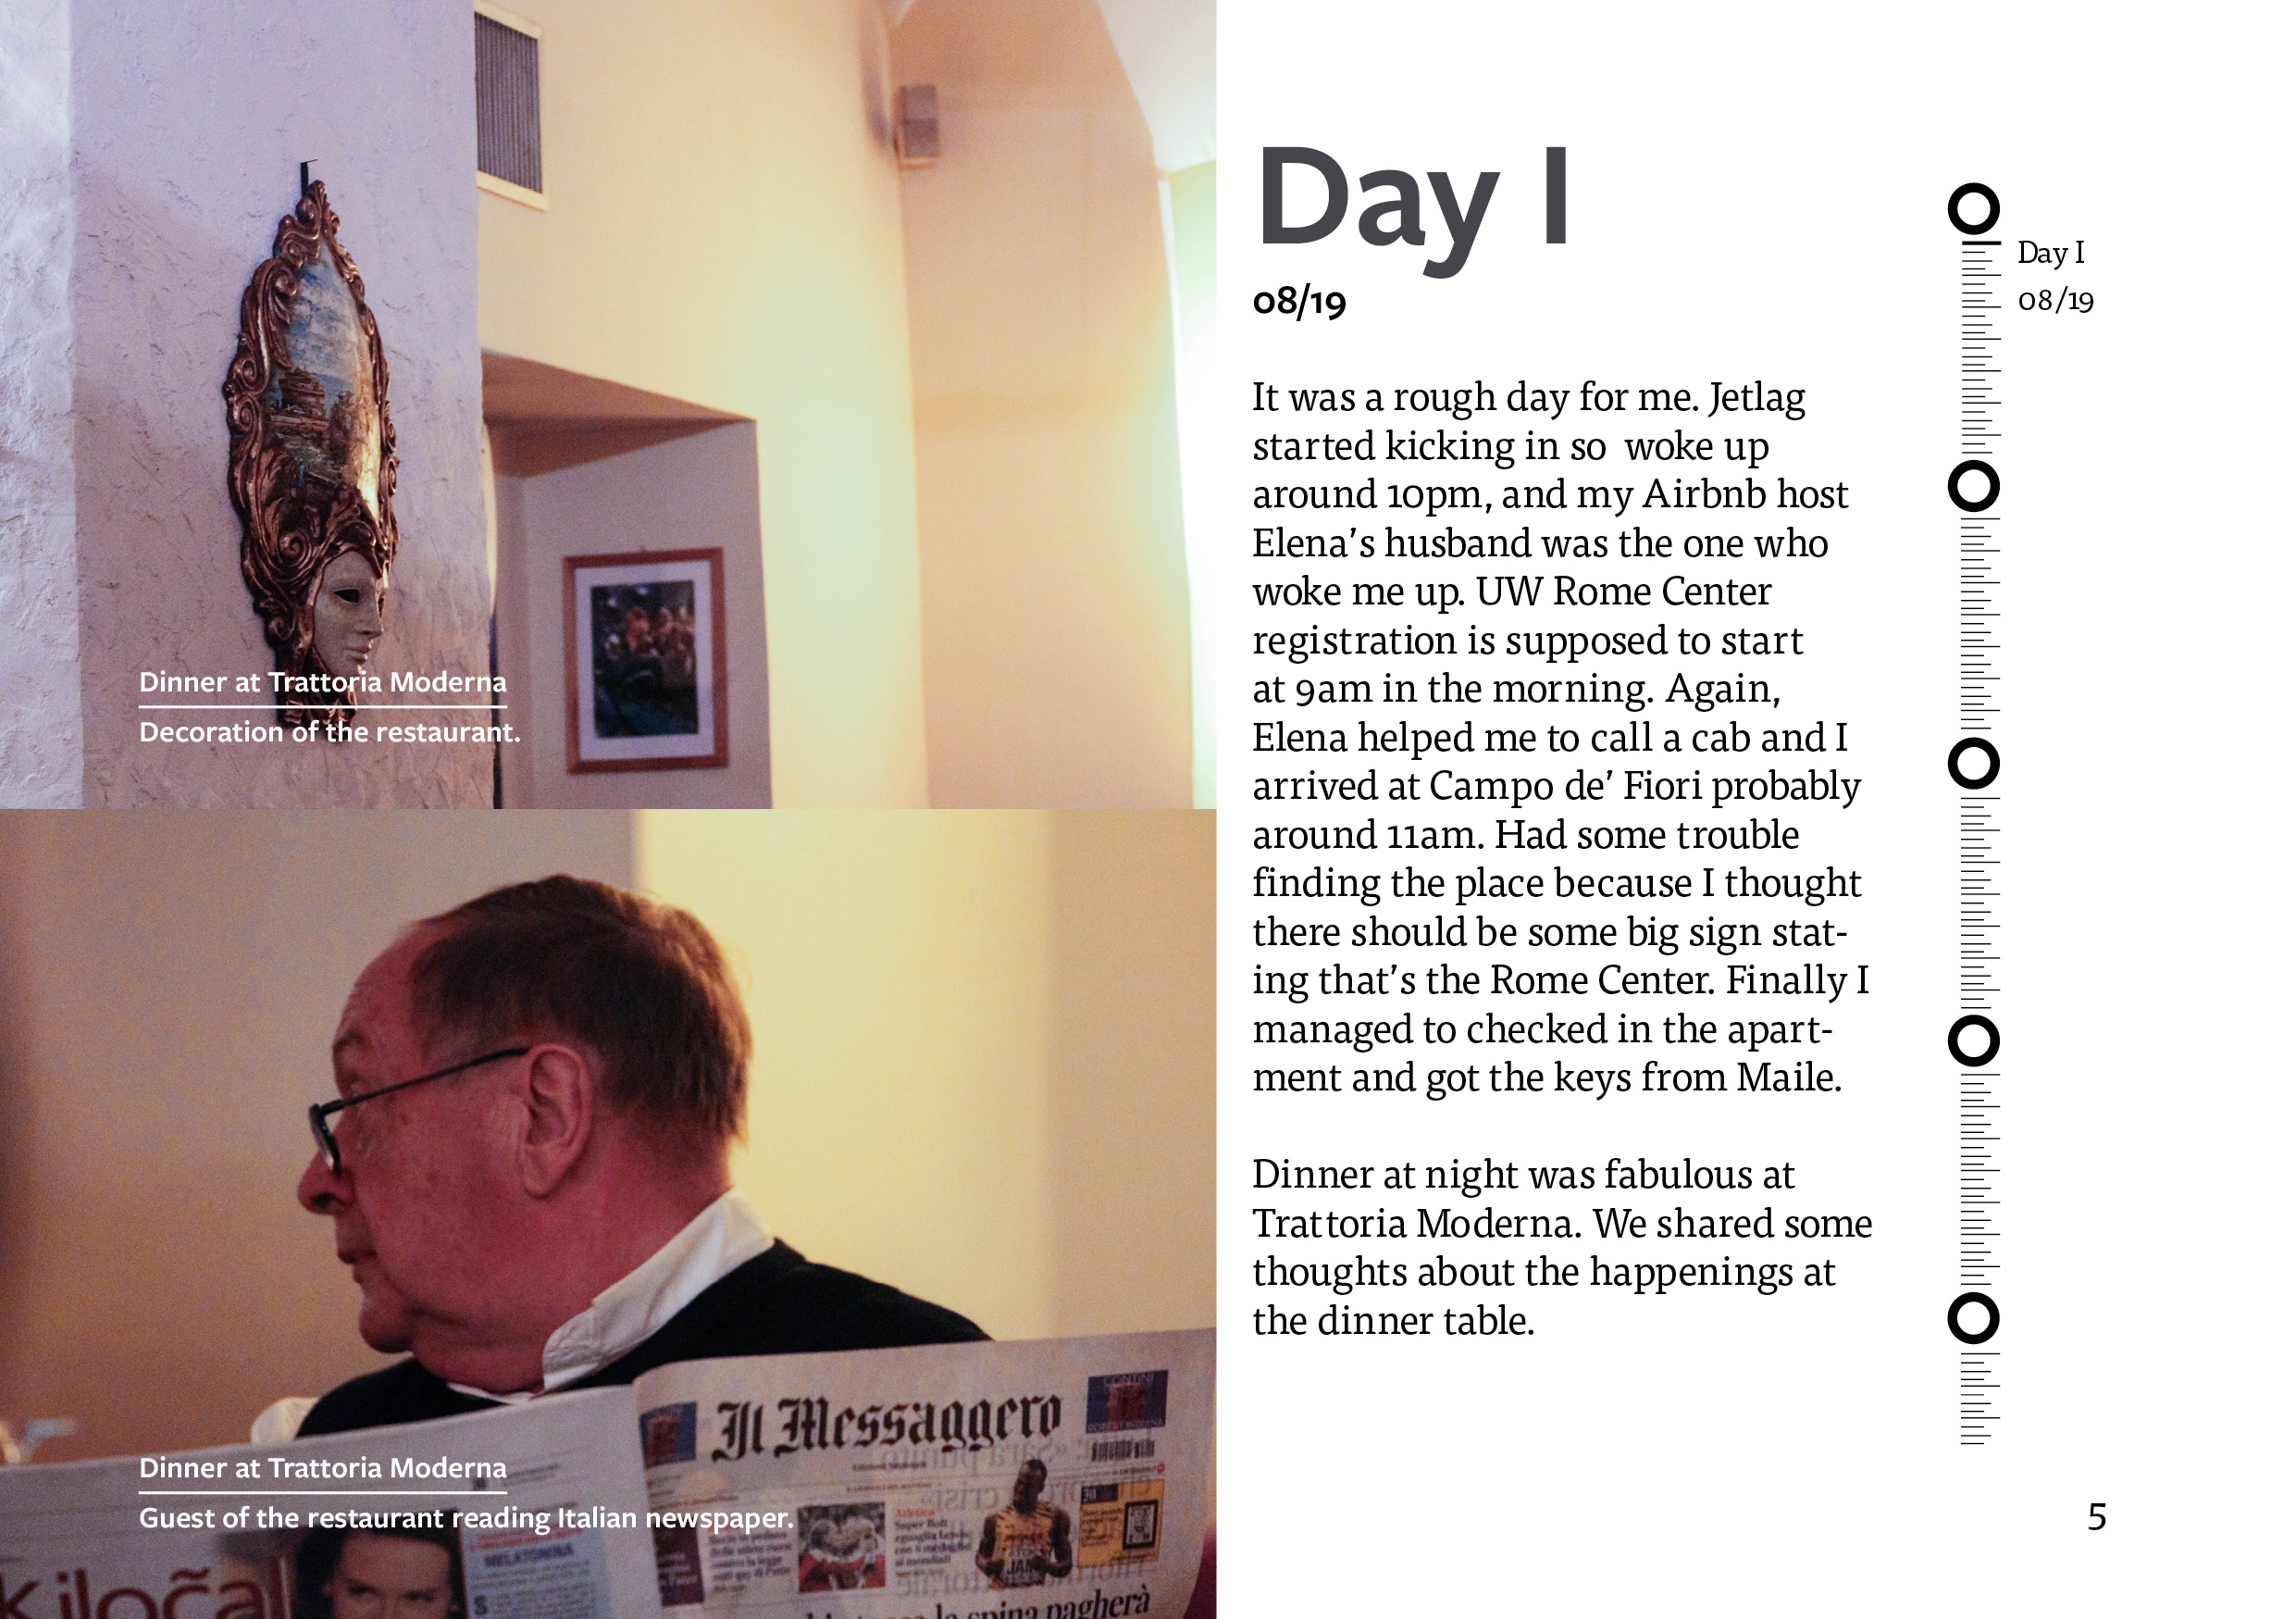 Dinner at Trattoria Moderna
Decoration of the restaurant.
Il Messaggero
CONTINI
Dinner at Trattoria Moderna
Guest of the restaurant reading Italian newspaper.
MELATONINA
kiločal
la spina pagherà
Day I
08/19
It was a rough day for me. Jetlag
started kicking in so  woke up
around 10pm, and my Airbnb host
Elena’s husband was the one who
woke me up. UW Rome Center
registration is supposed to start
at 9am in the morning. Again,
Elena helped me to call a cab and I
arrived at Campo de’ Fiori probably
around 11am. Had some trouble
finding the place because I thought
there should be some big sign stat-
ing that’s the Rome Center. Finally I
managed to checked in the apart-
ment and got the keys from Maile.
Dinner at night was fabulous at
Trattoria Moderna. We shared some
thoughts about the happenings at
the dinner table.
Day I
08/19
5